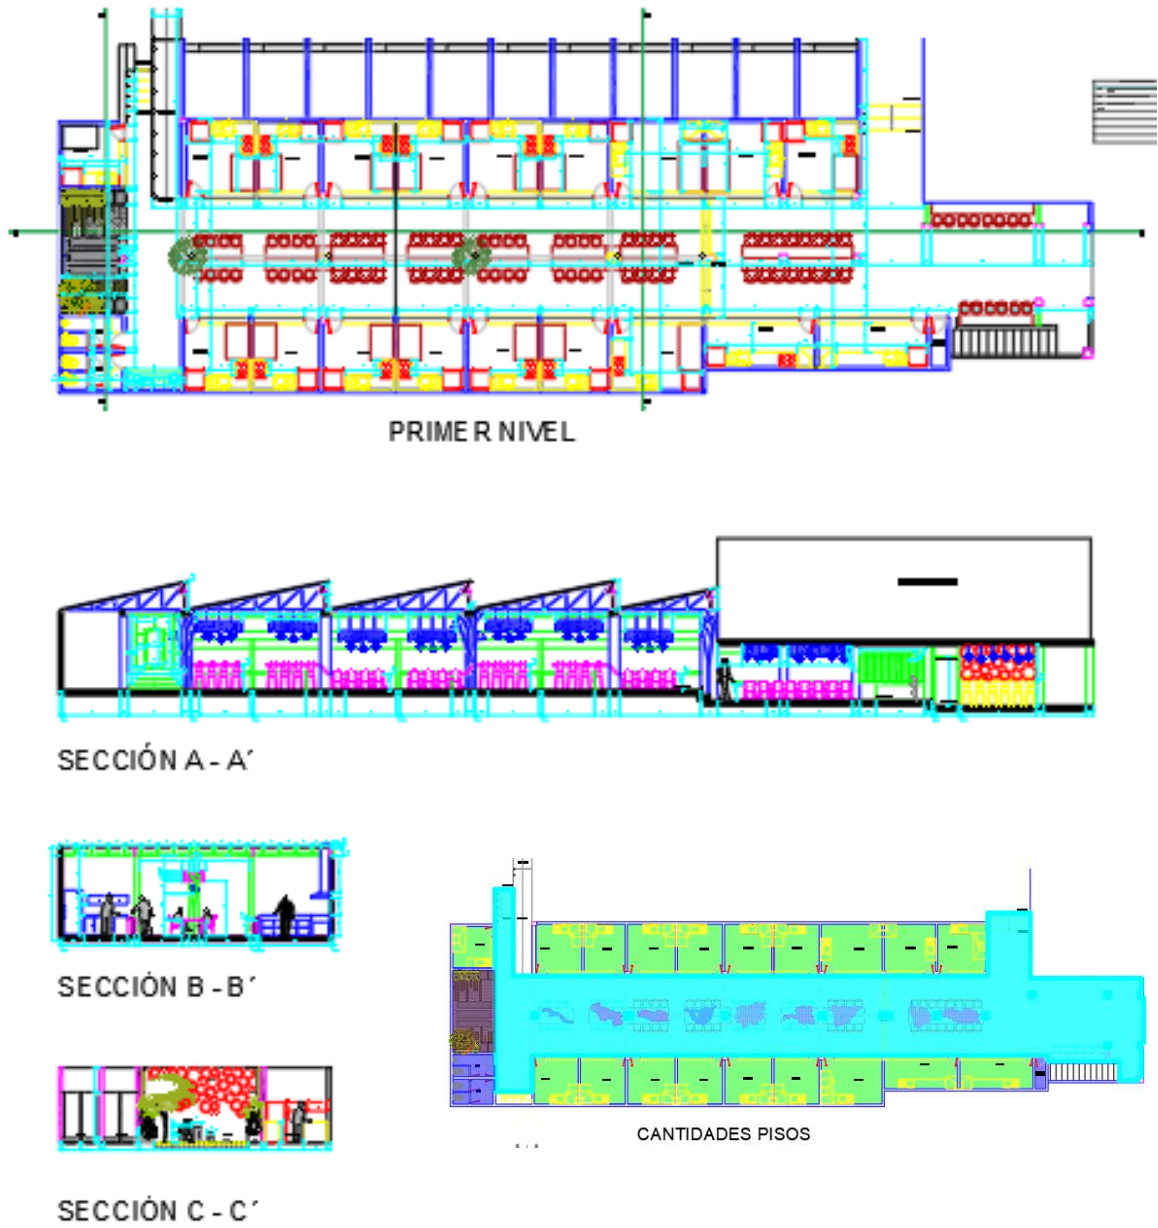 PRIMER NIVEL
SECCIÓN A - A´
SECCIÓN B - B´
CANTIDADES PISOS
SECCIÓN C - C´